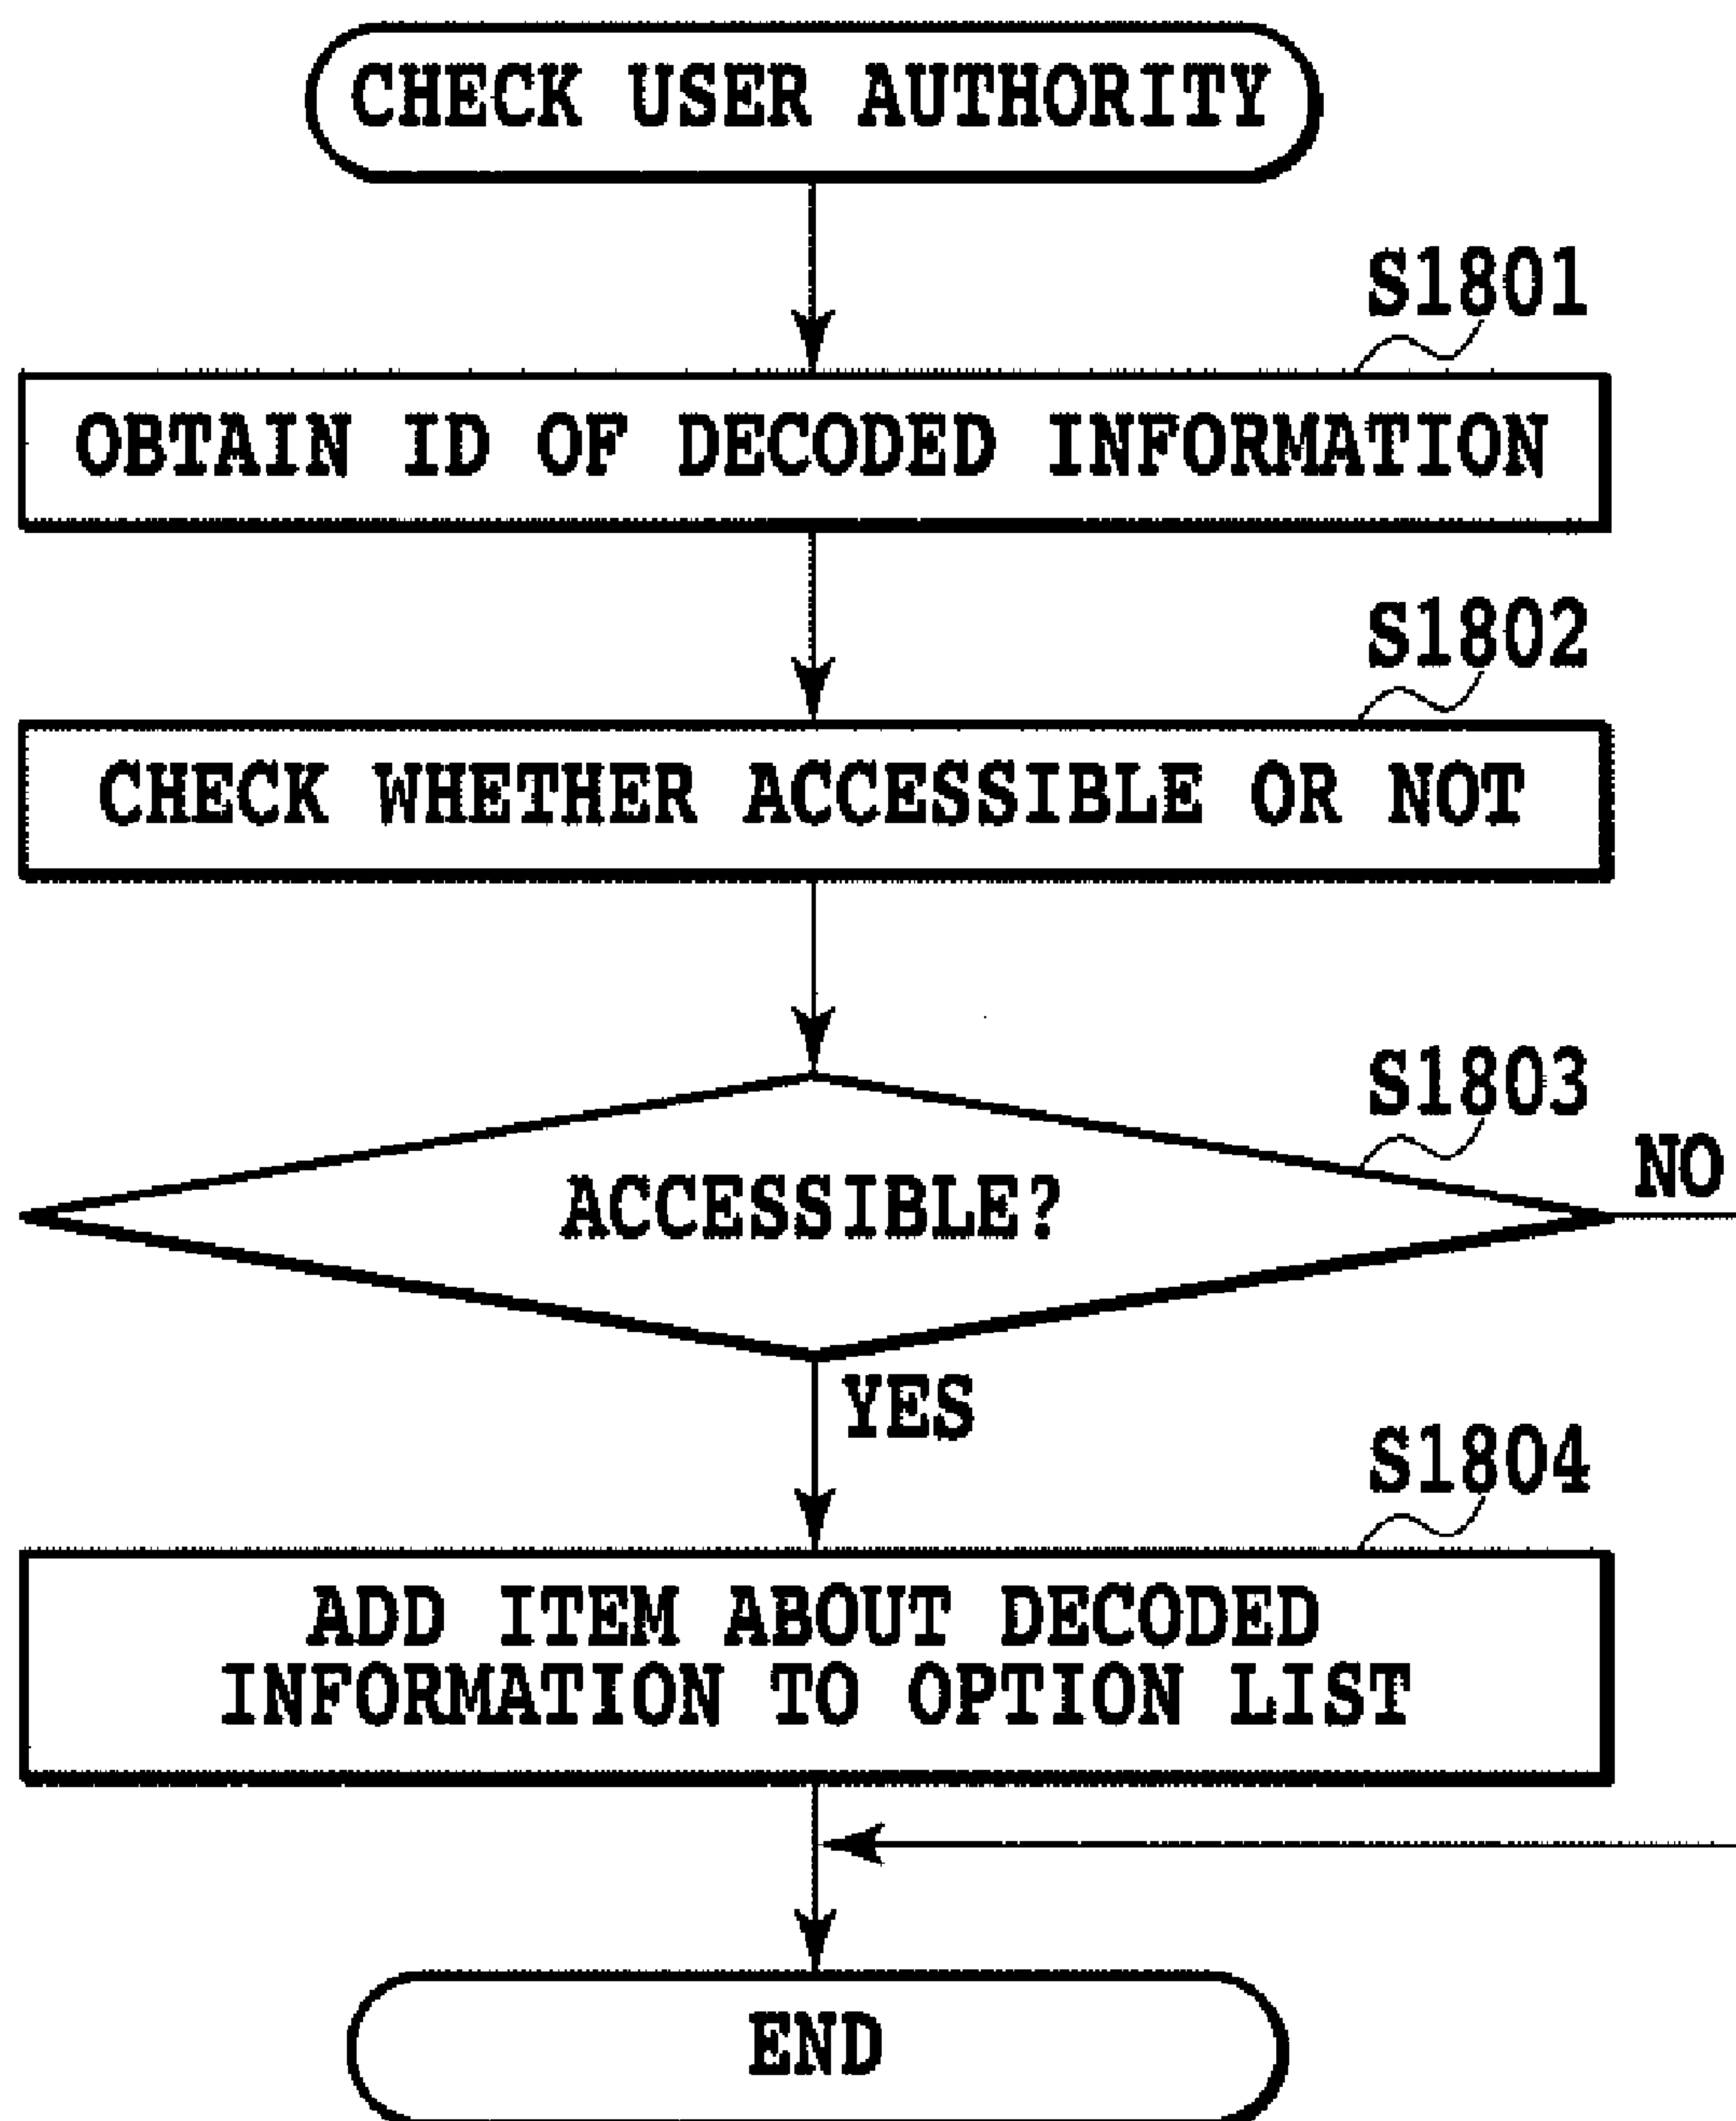 CHECK USER AUTHORITY
S1801
OBTAIN ID OF DECODED INFORMATION
S1802
CHECK WHETHER ACCESSIBLE OR NOT
S1803
NO
ACCESSIBLE?
YES
S1804
ADD ITEM ABOUT DECODED
INFORMATION TO OPTION LIST
END